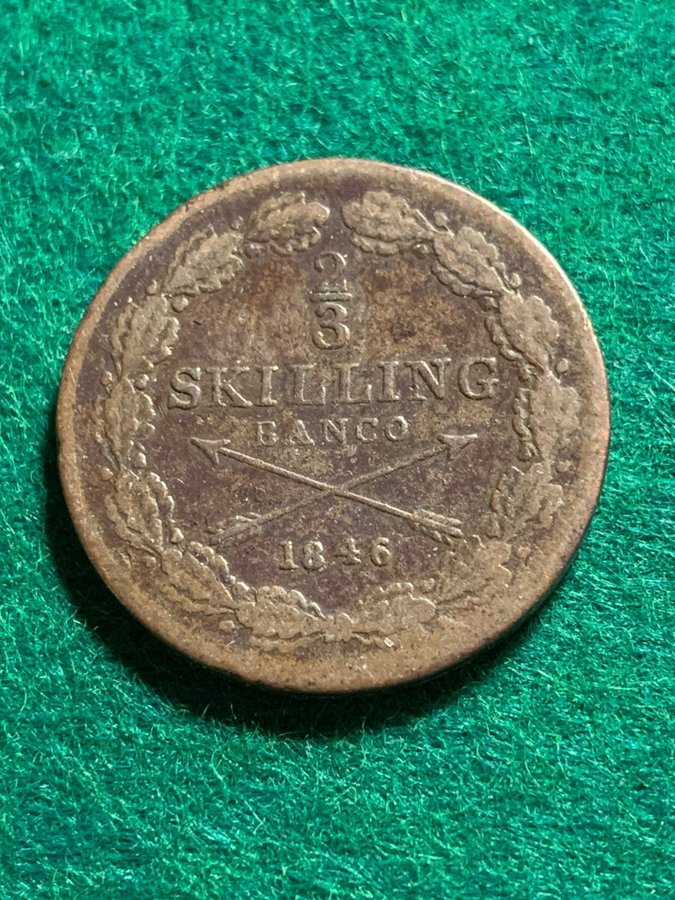 2/3
SKILLING
BANCO
1846